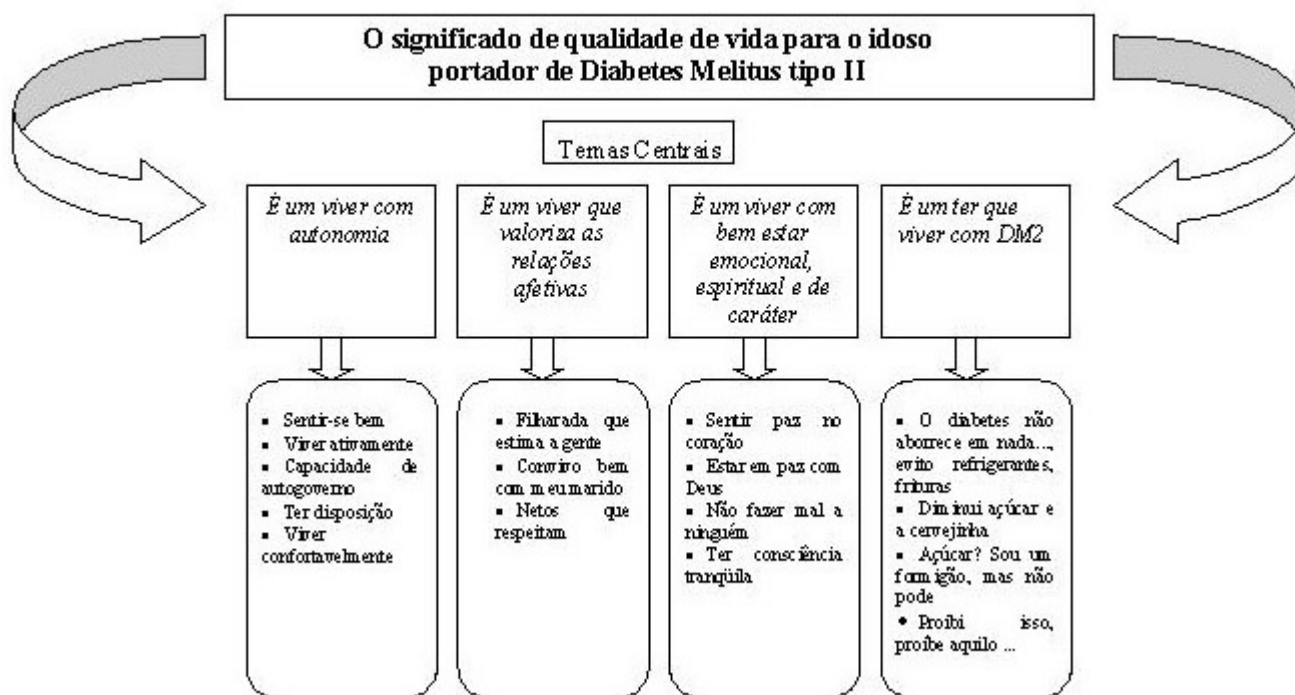 O significado de qualidade de vida para o idoso
portador de Diabetes Melitus tipo II
Temas Centrais
É um viver com
autonomia
É um viver que
valoriza as
relações
afetivas
É um viver com
bem estar
emocional,
espiritual e de
caráter
É um ter que
viver com DM2
▪ Sentir-se bem
▪ Viver ativamente
▪ Capacidade de
autogoverno
▪ Ter disposição
▪ Viver
confortavelmente
▪ Filharada que
estima a gente
▪ Convivo bem
com meu marido
▪ Netos que
respeitam
▪ Sentir paz no
coração
▪ Estar em paz com
Deus
▪ Não fazer mal a
ninguém
▪ Ter consciência
tranqüila
▪ O diabetes não
aborrece em nada...,
evito refrigerantes,
frituras
▪ Diminui açúcar e
a cervejinha
▪ Açúcar? Sou um
formigão, mas não
pode
• Proíbi isso,
proíbe aquilo ...